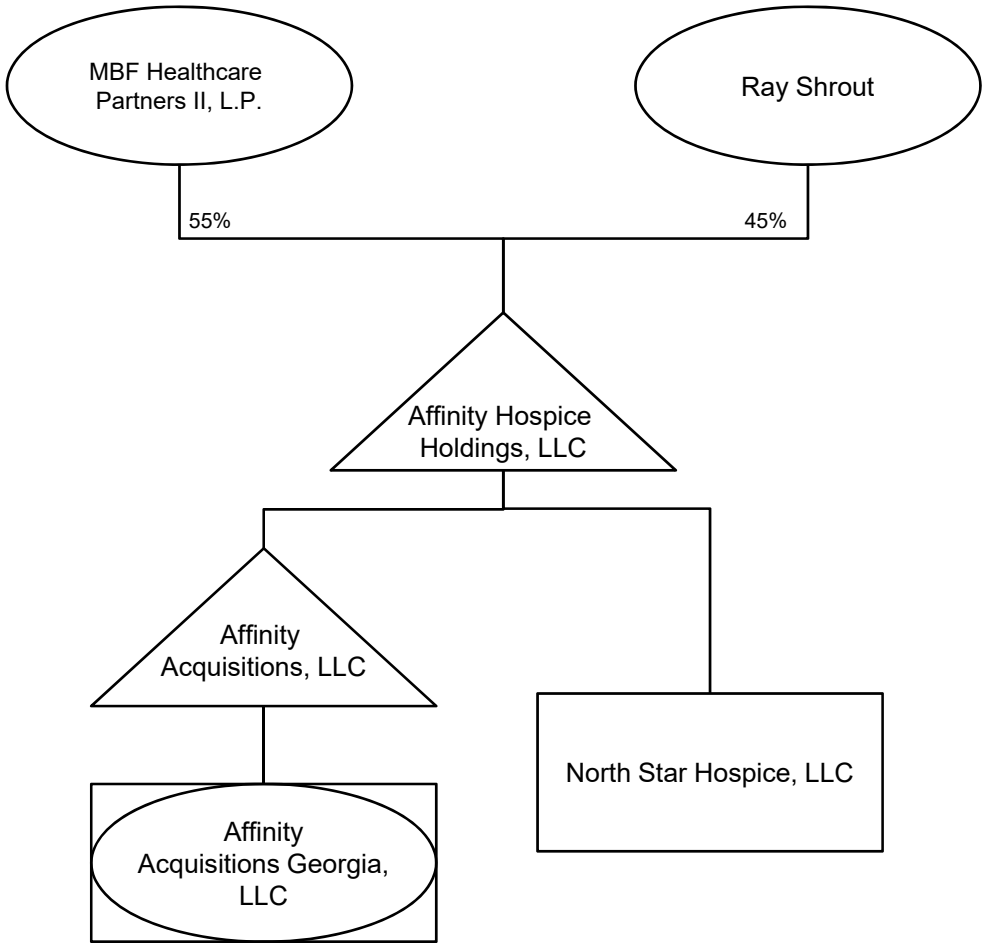 MBF Healthcare
Partners II, L.P.
Ray Shrout
55%
45%
Affinity Hospice
Holdings, LLC
Affinity
Acquisitions, LLC
North Star Hospice, LLC
Affinity
Acquisitions Georgia,
LLC